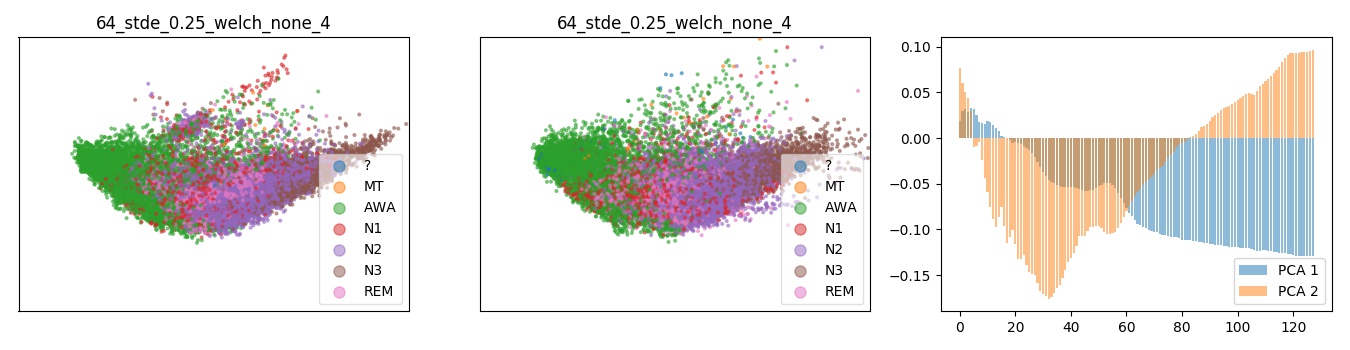 64_stde_0.25_welch_none_4
?
MT
AWA
N1
N2
N3
REM
64_stde_0.25_welch_none_4
?
MT
AWA
N1
N2
N3
REM
0.10
0.05
0.00
−0.05
−0.10
−0.15
0 20 40 60 80 100 120
PCA 1
PCA 2